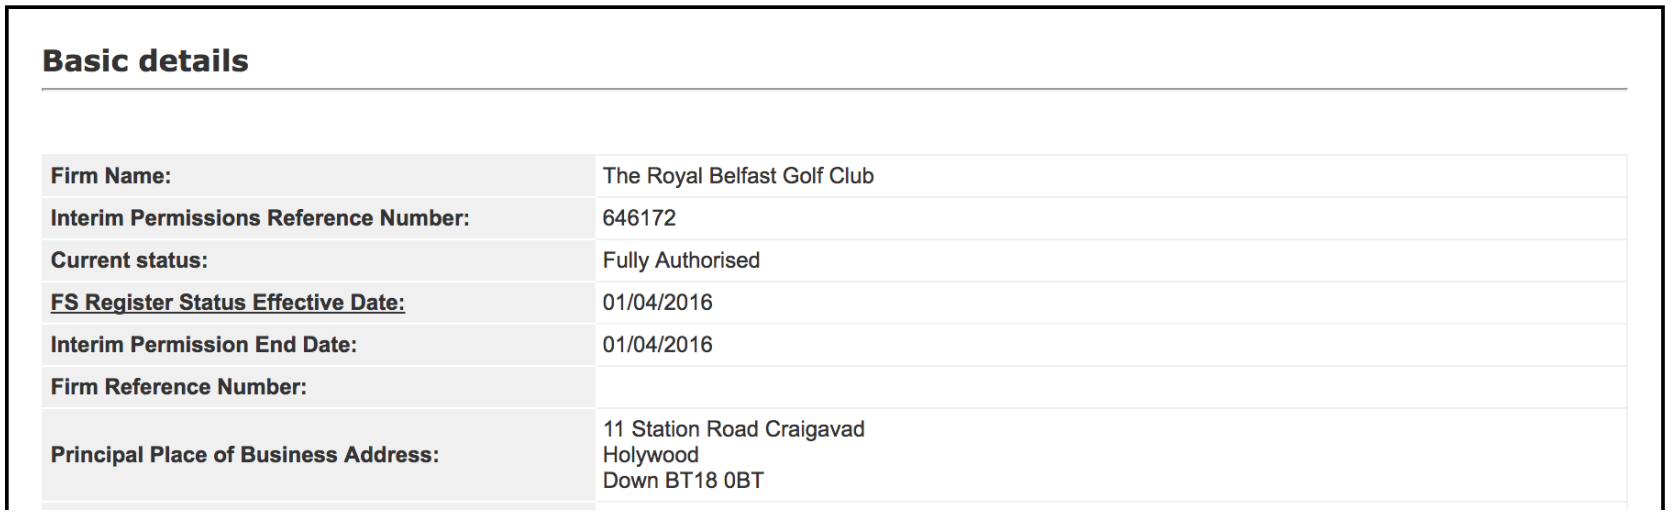 Basic details
Firm Name: The Royal Belfast Golf Club
Interim Permissions Reference Number: 646172
Current status: Fully Authorised
FS Register Status Effective Date: 01/04/2016
Interim Permission End Date: 01/04/2016
Firm Reference Number:
Principal Place of Business Address: 11 Station Road Craigavad
Holywood
Down BT18 0BT